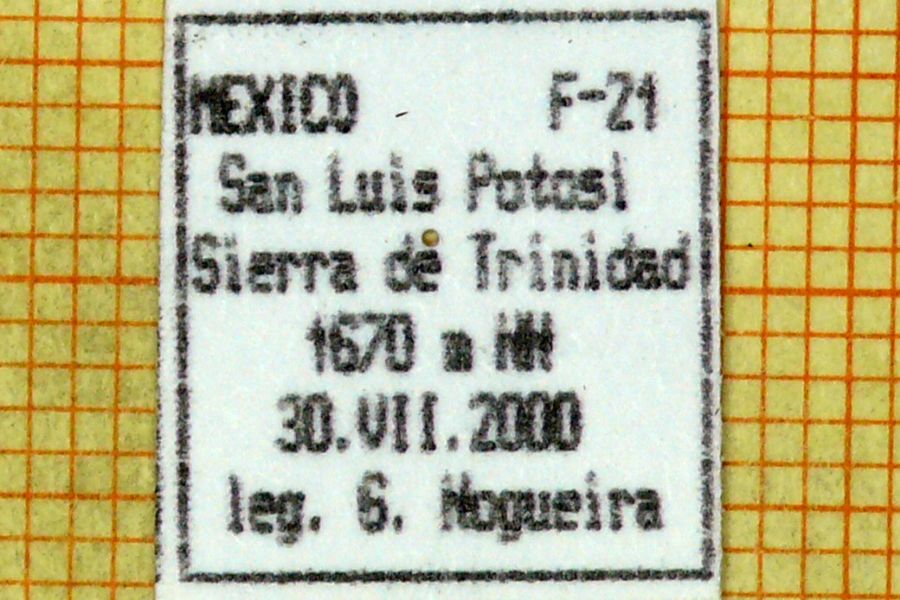 MEXICO F-21
San Luis Potosi
Sierra de Trinidad
1670 m NN
30.VII.2000
leg. G. Nogueira